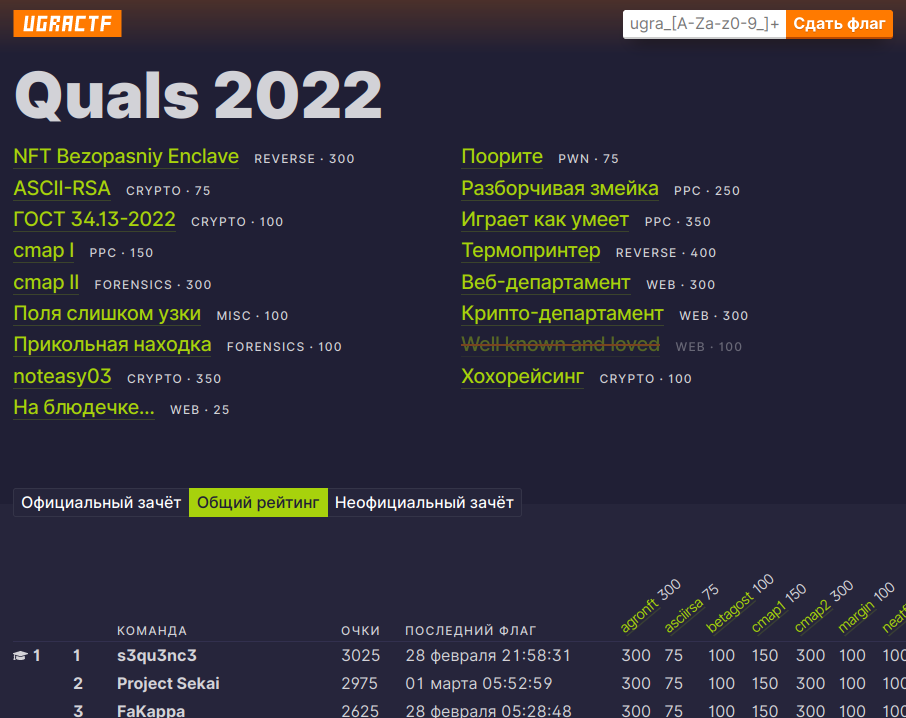 UGRACTF
ugra_[A-Za-z0-9_]+ Сдать флаг
Quals 2022
NFT Bezopasniy Enclave REVERSE · 300
ASCII-RSA CRYPTO · 75
ГОСТ 34.13-2022 CRYPTO · 100
cmap I PPC · 150
cmap II FORENSICS · 300
Поля слишком узки MISC · 100
Прикольная находка FORENSICS · 100
noteasy03 CRYPTO · 350
На блюдечке... WEB · 25
Поорите PWN · 75
Разборчивая змейка PPC · 250
Играет как умеет PPC · 350
Термопринтер REVERSE · 400
Веб-департамент WEB · 300
Крипто-департамент WEB · 300
Well known and loved WEB · 100
Хохорейсинг CRYPTO · 100
Официальный зачёт Общий рейтинг Неофициальный зачёт
КОМАНДА ОЧКИ ПОСЛЕДНИЙ ФЛАГ agronft 300 asciirsa 75 betagost 100 cmap1 150 cmap2 300 margin 100
1 1 s3qu3nc3 3025 28 февраля 21:58:31 300 75 100 150 300 100 100
2 Project Sekai 2975 01 марта 05:52:59 300 75 100 150 300 100 100
3 FaKappa 2625 28 февраля 05:28:48 300 75 100 150 300 100 100